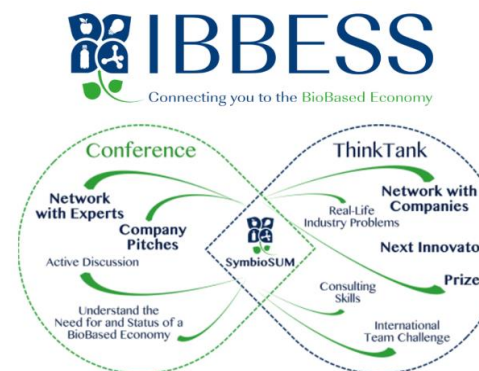 IBBESS
Connecting you to the BioBased Economy
Conference
Network
with Experts
Company
Pitches
Active Discussion
Understand the
Need for and Status of a
BioBased Economy
SymbioSUM
ThinkTank
Network with
Companies
Real-Life
Industry Problems
Next Innovato
Prize
Consulting
Skills
International
Team Challenge